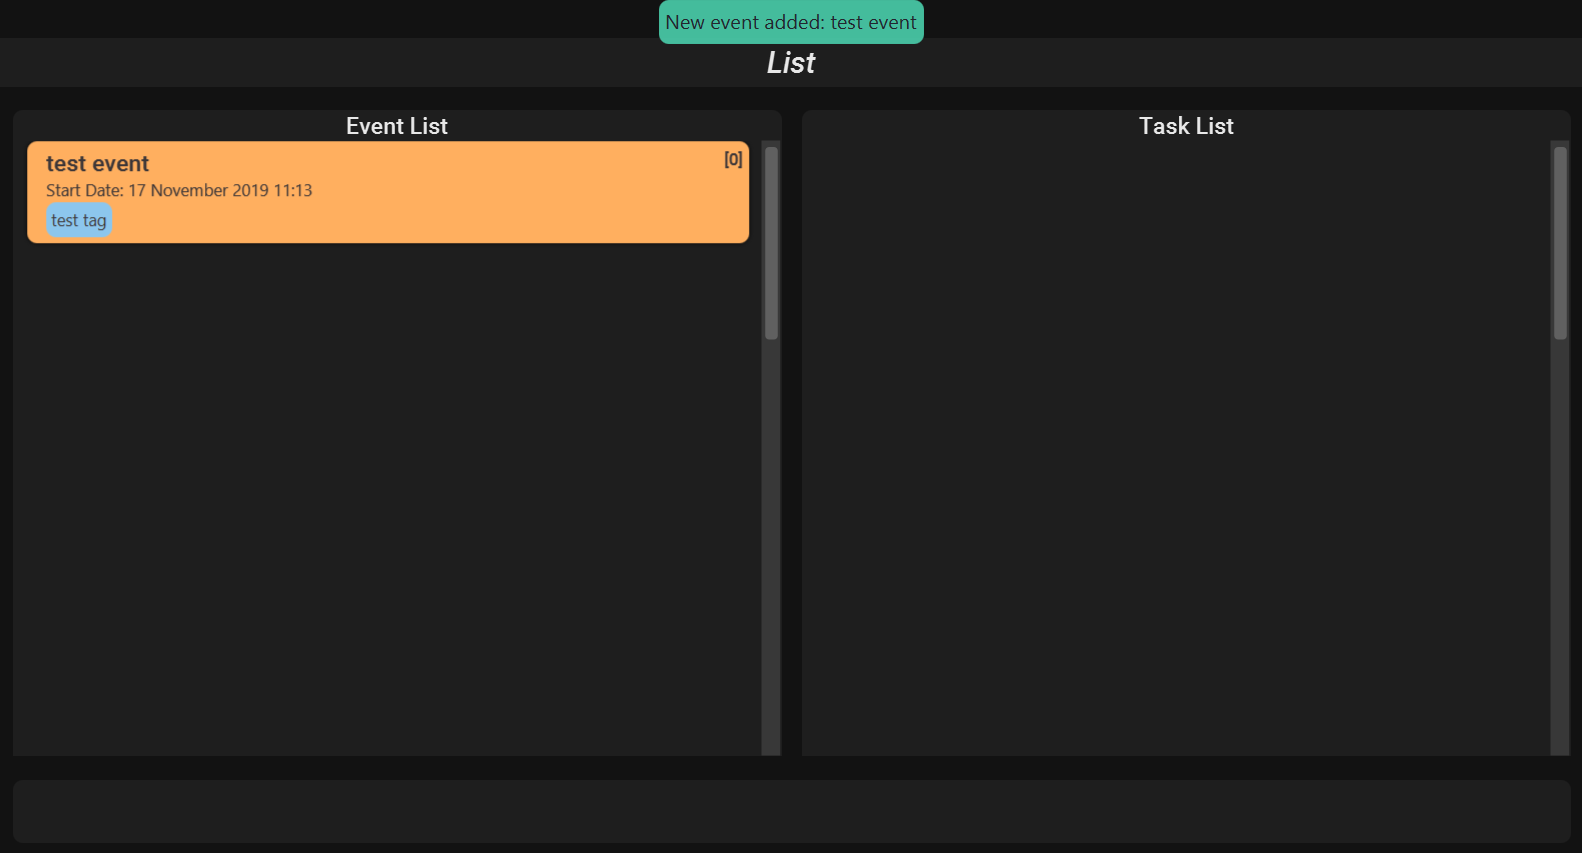 New event added: test event
List
Event List
test event
[0]
Start Date: 17 November 2019 11:13
test tag
Task List